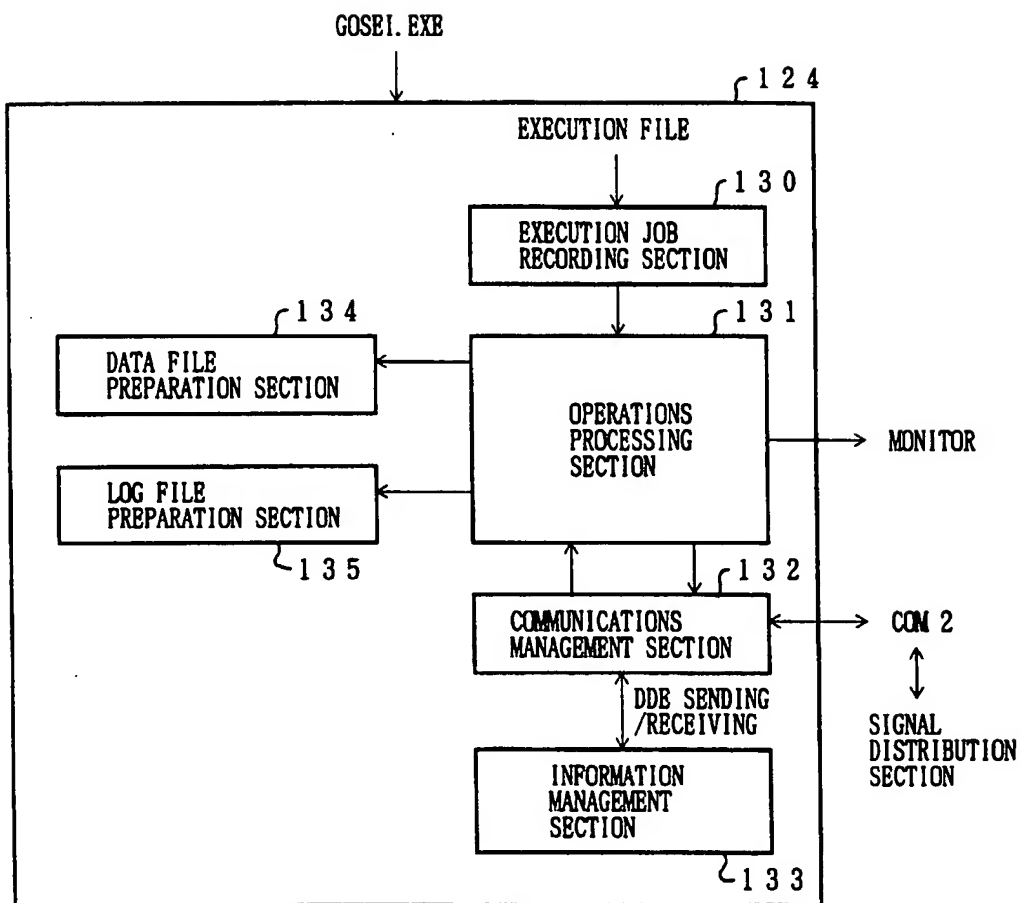 GOSEI.EXE
124
EXECUTION FILE
130
EXECUTION JOB
RECORDING SECTION
134
131
DATA FILE
PREPARATION SECTION
OPERATIONS
PROCESSING
SECTION
MONITOR
LOG FILE
PREPARATION SECTION
135
132
COMMUNICATIONS
MANAGEMENT SECTION
COM 2
DDE SENDING
/RECEIVING
SIGNAL
DISTRIBUTION
SECTION
INFORMATION
MANAGEMENT
SECTION
133